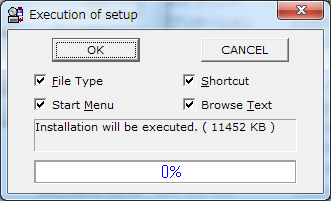 Execution of setup
OK CANCEL
File Type Shortcut
Start Menu Browse Text
Installation will be executed. ( 11452 KB )
0%